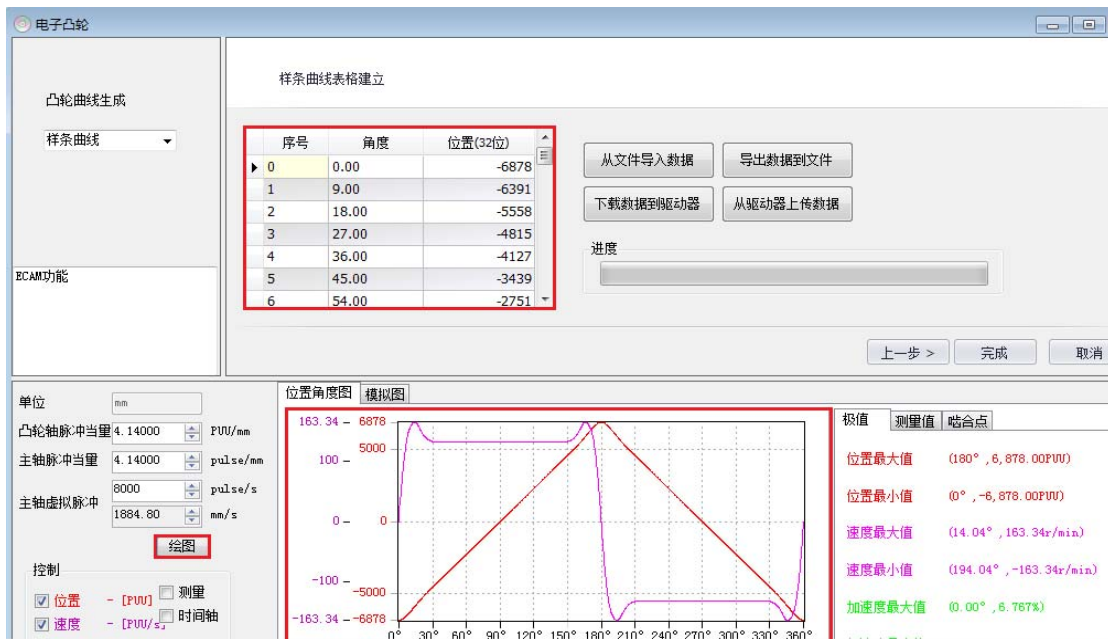 电子凸轮
凸轮曲线生成
样条曲线
ECAM功能
样条曲线表格建立
序号 角度 位置(32位)
0 0.00 -6878
1 9.00 -6391
2 18.00 -5558
3 27.00 -4815
4 36.00 -4127
5 45.00 -3439
6 54.00 -2751
从文件导入数据 导出数据到文件
下载数据到驱动器 从驱动器上传数据
进度
上一步 > 完成 取消
单位 mm
凸轮轴脉冲当量 4.14000 PUU/mm
主轴脉冲当量 4.14000 pulse/mm
主轴虚拟脉冲 8000 pulse/s
1884.80 mm/s
绘图
控制
位置 - [PUU] 测量
速度 - [PUU/s] 时间轴
位置角度图 模拟图
163.34 6878
5000
100
0 0
-100
-5000
-163.34 -6878
0° 30° 60° 90° 120° 150° 180° 210° 240° 270° 300° 330° 360°
极值 测量值 啮合点
位置最大值 (180° ,6,878.00PUU)
位置最小值 (0° ,-6,878.00PUU)
速度最大值 (14.04° ,163.34r/min)
速度最小值 (194.04° ,-163.34r/min)
加速度最大值 (0.00° ,6.767%)